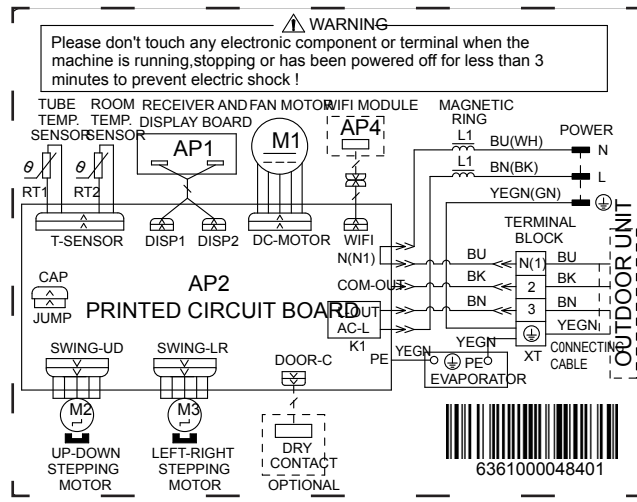 WARNING
Please don't touch any electronic component or terminal when the
machine is running,stopping or has been powered off for less than 3
minutes to prevent electric shock !
TUBE TEMP. SENSOR
ROOM TEMP. SENSOR
RECEIVER AND DISPLAY BOARD
FAN MOTOR
WIFI MODULE
MAGNETIC RING
POWER
AP1
M1
AP4
L1
BU(WH)
N
L1
BN(BK)
L
YEGN(GN)
θ
RT1
θ
RT2
T-SENSOR
DISP1
DISP2
DC-MOTOR
WIFI
N(N1)
TERMINAL BLOCK
BU
N(1)
BU
COM-OUT
BK
2
BK
BN
3
BN
L-OUT
AC-L
K1
YEGN
YEGN
XT
CONNECTING CABLE
OUTDOOR UNIT
CAP
JUMP
AP2
PRINTED CIRCUIT BOARD
PE
YEGN
PE
EVAPORATOR
SWING-UD
SWING-LR
DOOR-C
M2
M3
UP-DOWN STEPPING MOTOR
LEFT-RIGHT STEPPING MOTOR
DRY CONTACT
OPTIONAL
6361000048401